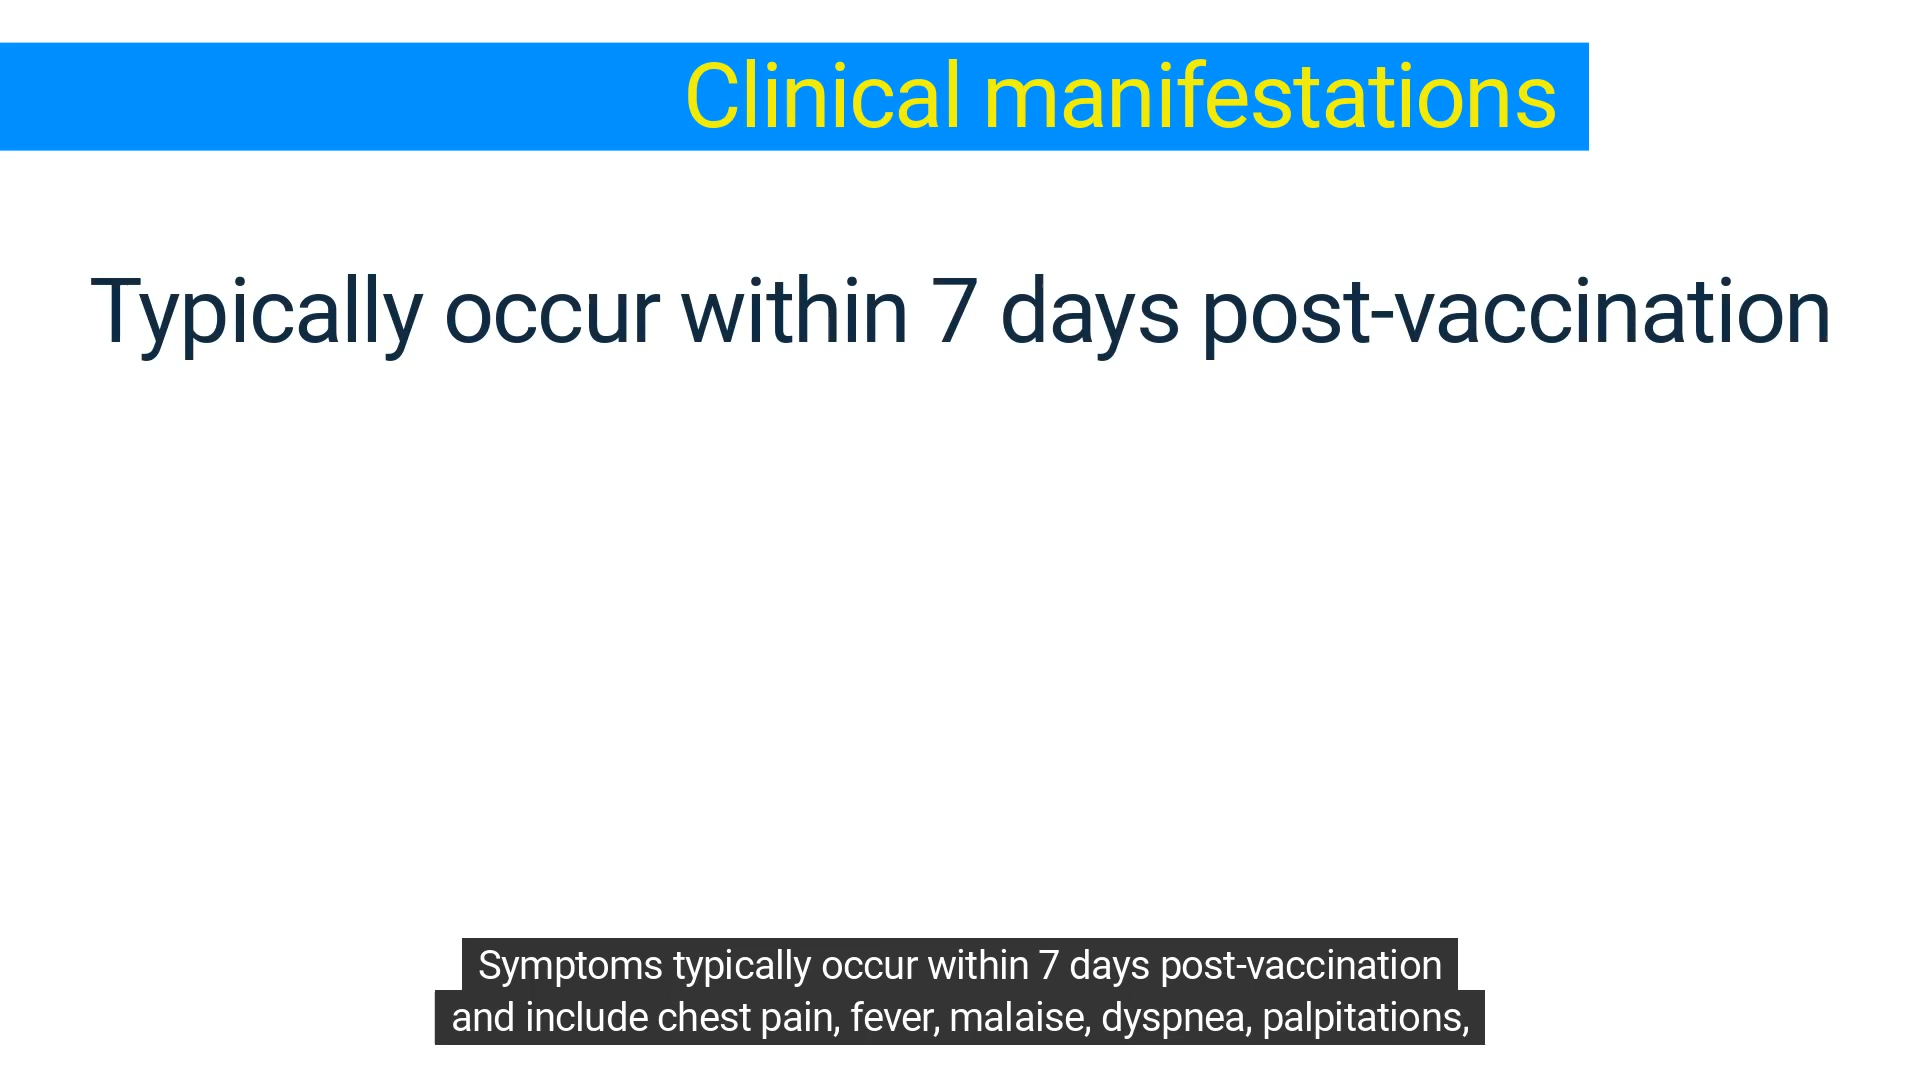 Clinical manifestations
Typically occur within 7 days post-vaccination
Symptoms typically occur within 7 days post-vaccination
and include chest pain, fever, malaise, dyspnea, palpitations,